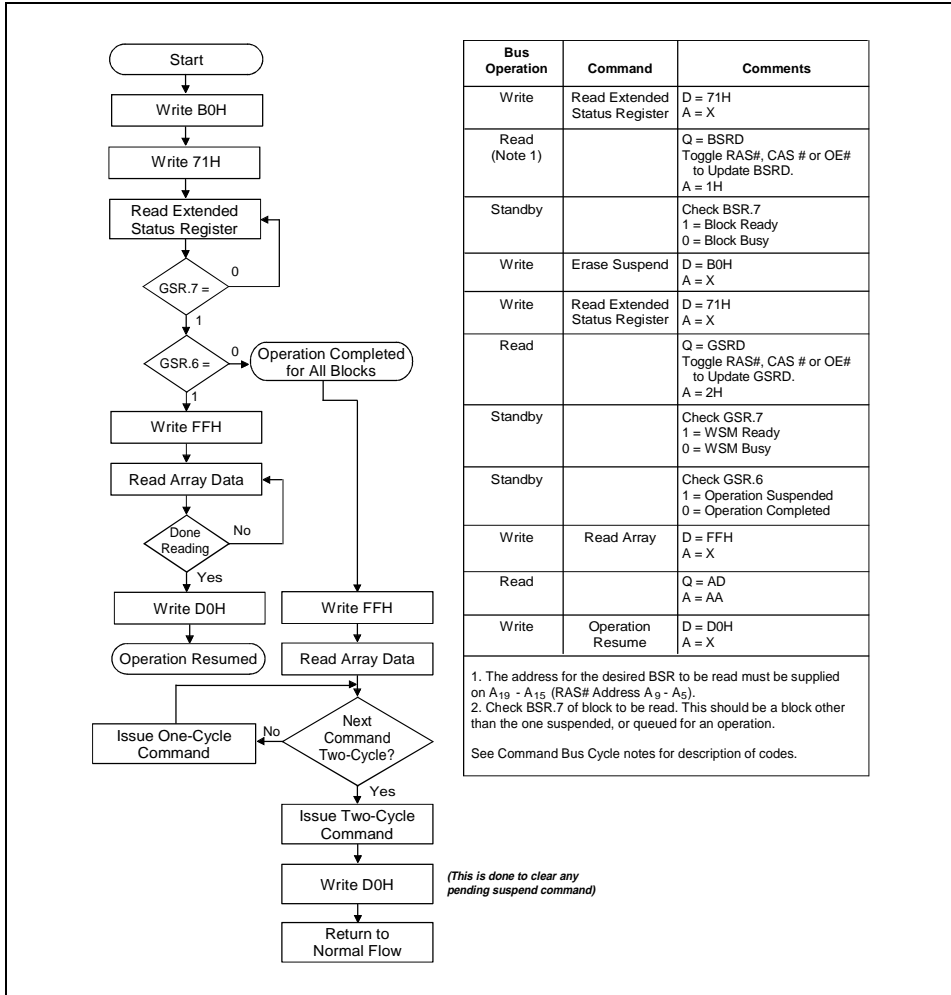 Start
Write B0H
Write 71H
Read Extended
Status Register
0
GSR.7 =
1
0
GSR.6 =
Operation Completed
for All Blocks
1
Write FFH
Read Array Data
Done
Reading
No
Yes
Write D0H
Write FFH
Operation Resumed
Read Array Data
Next
Command
Two-Cycle?
No
Issue One-Cycle
Command
Yes
Issue Two-Cycle
Command
Write D0H
(This is done to clear any
pending suspend command)
Return to
Normal Flow
Bus
Operation Command Comments
Write Read Extended D = 71H
Status Register A = X
Read Q = BSRD
(Note 1) Toggle RAS#, CAS # or OE#
to Update BSRD.
A = 1H
Standby Check BSR.7
1 = Block Ready
0 = Block Busy
Write Erase Suspend D = B0H
A = X
Write Read Extended D = 71H
Status Register A = X
Read Q = GSRD
Toggle RAS#, CAS # or OE#
to Update GSRD.
A = 2H
Standby Check GSR.7
1 = WSM Ready
0 = WSM Busy
Standby Check GSR.6
1 = Operation Suspended
0 = Operation Completed
Write Read Array D = FFH
A = X
Read Q = AD
A = AA
Write Operation D = D0H
Resume A = X
1. The address for the desired BSR to be read must be supplied
on A19 - A15 (RAS# Address A 9 - A5).
2. Check BSR.7 of block to be read. This should be a block other
than the one suspended, or queued for an operation.
See Command Bus Cycle notes for description of codes.